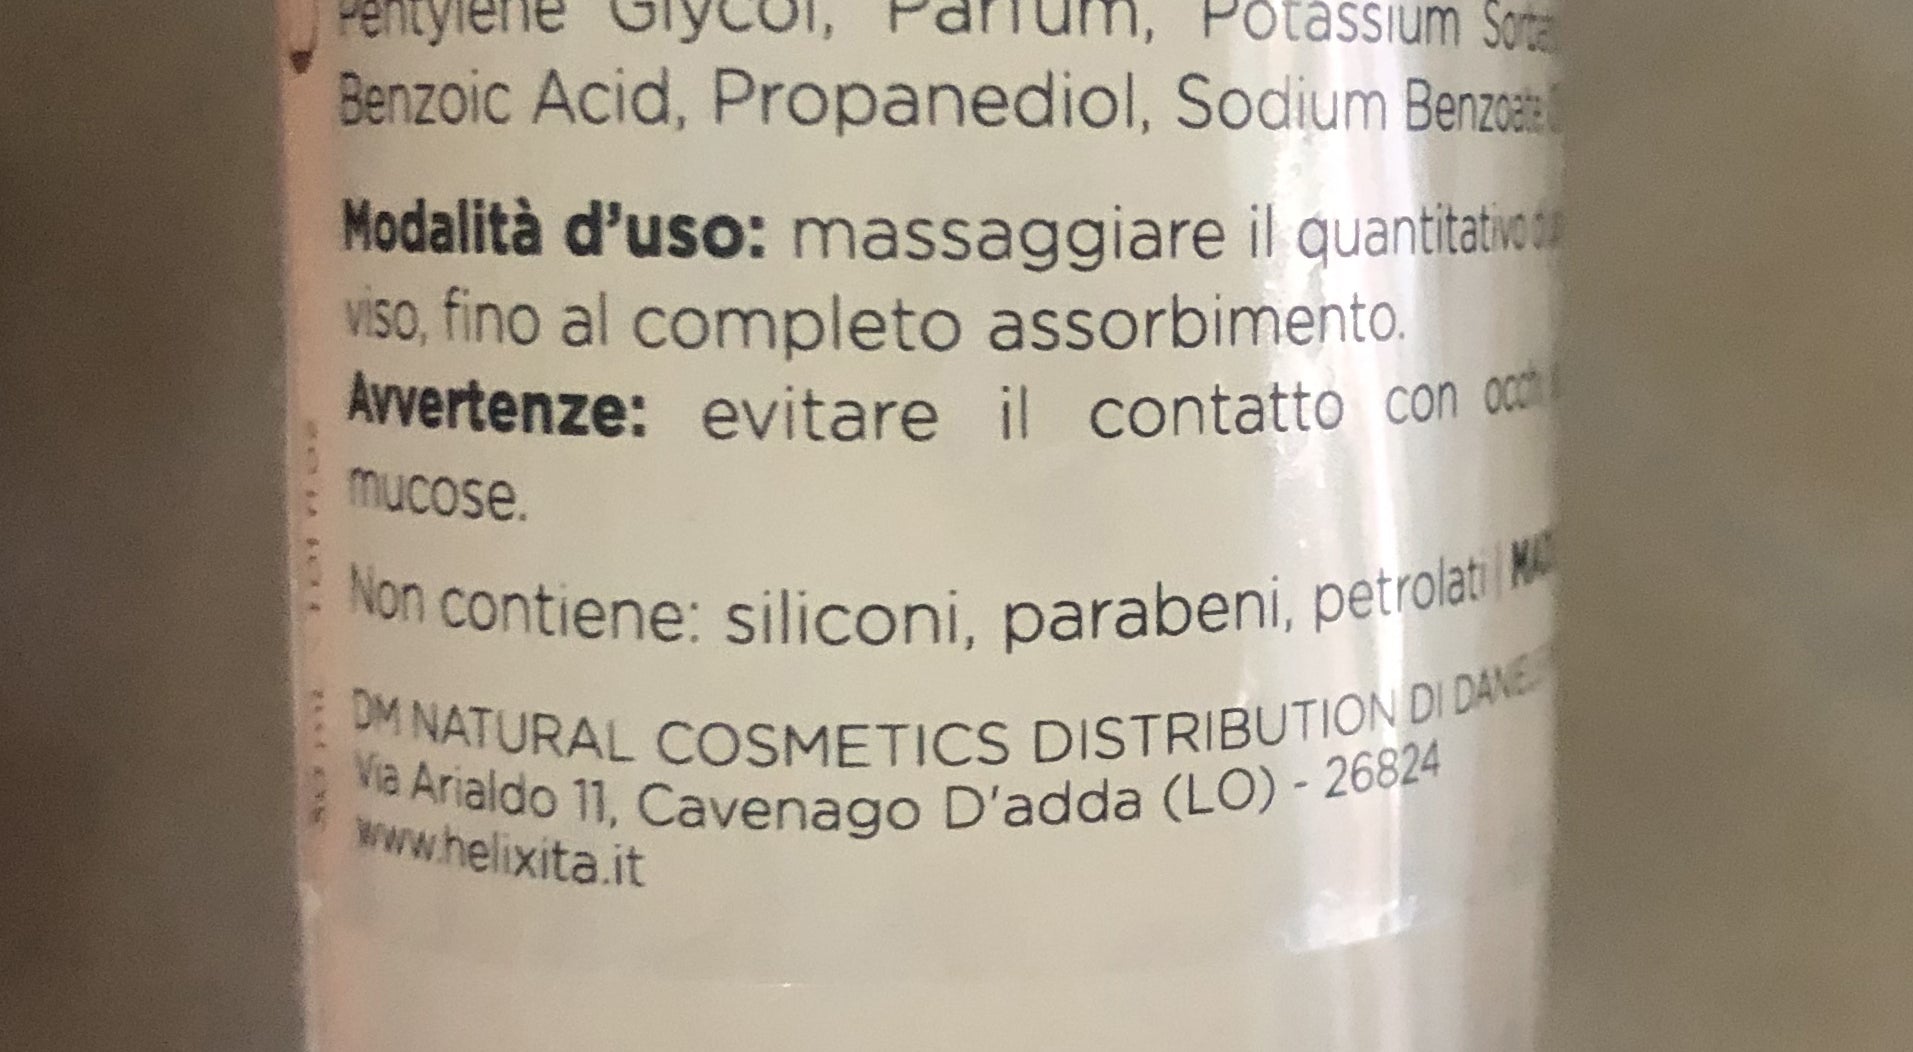 Pentylene Glycol, Parfum, Potassium
Benzoic Acid, Propanediol, Sodium Benzoate
Modalità d'uso: massaggiare il quantitativo
viso, fino al completo assorbimento.
Avvertenze: evitare il contatto con
mucose.
Non contiene: siliconi, parabeni, petrolati |
DM NATURAL COSMETICS DISTRIBUTION DI
Via Arialdo 11, Cavenago D'adda (LO) - 26824
www.helixita.it